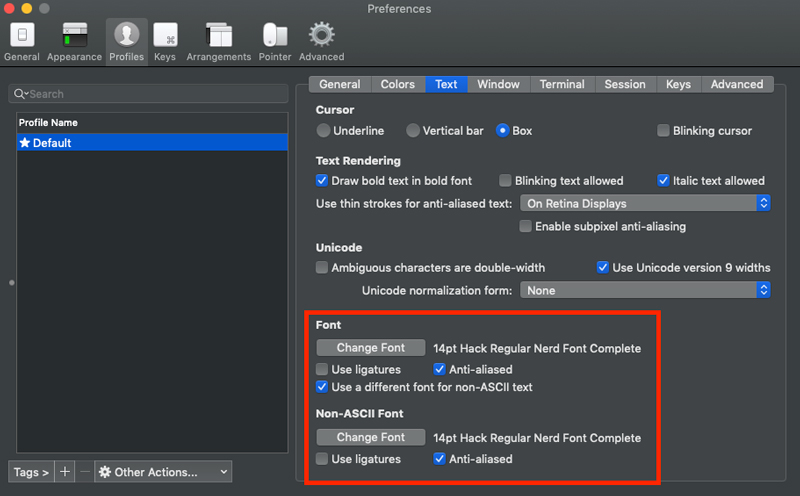 Preferences
General Appearance Profiles Keys Arrangements Pointer Advanced
General Colors Text Window Terminal Session Keys Advanced
Search
Profile Name
Default
Cursor
Underline Vertical bar Box Blinking cursor
Text Rendering
Draw bold text in bold font Blinking text allowed Italic text allowed
Use thin strokes for anti-aliased text: On Retina Displays
Enable subpixel anti-aliasing
Unicode
Ambiguous characters are double-width Use Unicode version 9 widths
Unicode normalization form: None
Font
Change Font 14pt Hack Regular Nerd Font Complete
Use ligatures Anti-aliased
Use a different font for non-ASCII text
Non-ASCII Font
Change Font 14pt Hack Regular Nerd Font Complete
Use ligatures Anti-aliased
Tags > + − Other Actions...